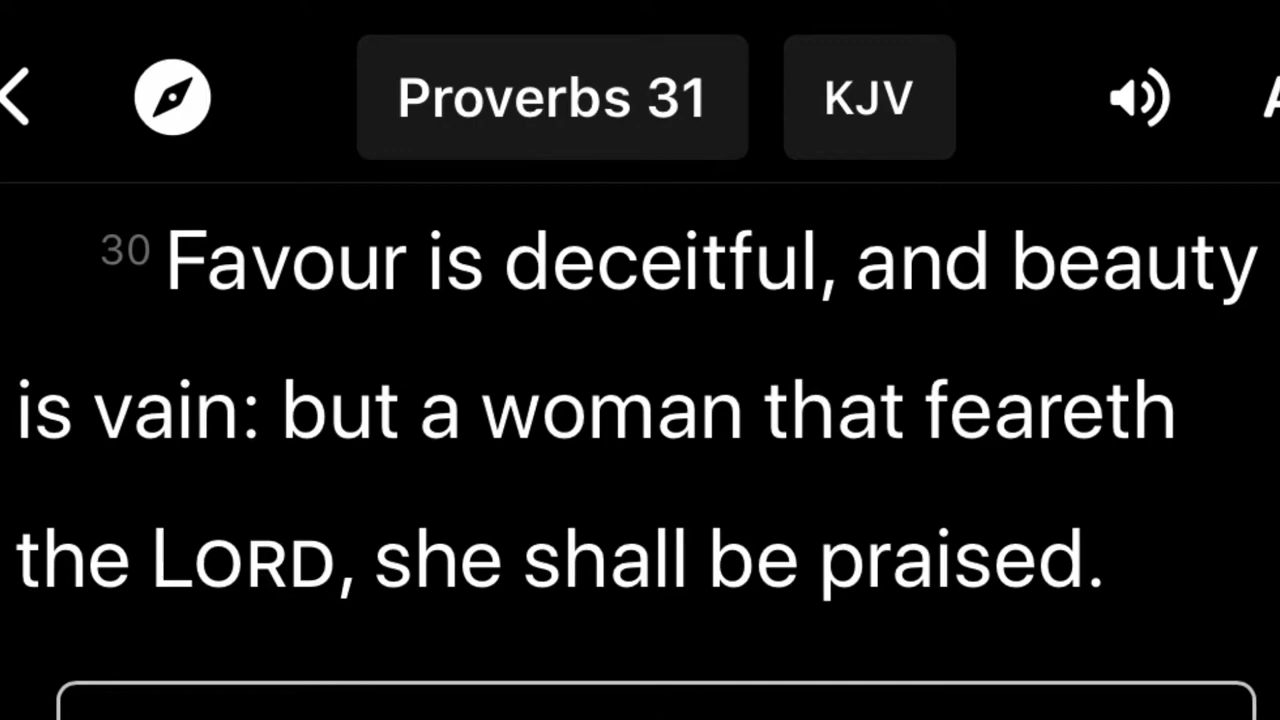 Proverbs 31 KJV
30 Favour is deceitful, and beauty
is vain: but a woman that feareth
the LORD, she shall be praised.